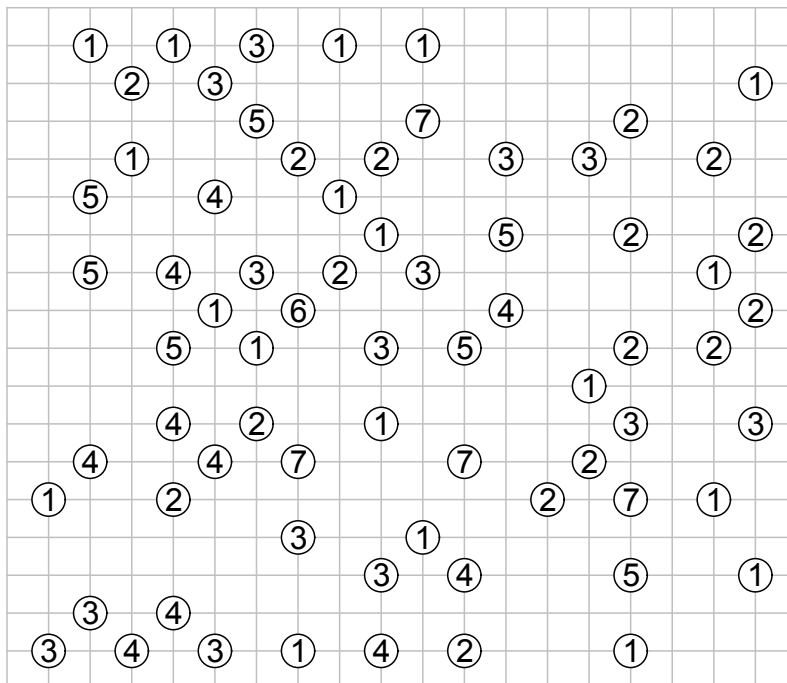 1 1 3 1 1
2 3 1
5 7 2
1 2 2 3 3 2
5 4 1
1 5 2 2
5 4 3 2 3 1
1 6 4 2
5 1 3 5 2 2
1
4 2 1 3 3
4 4 7 7 2
1 2 2 7 1
3 1
3 4 5 1
3 4
3 4 3 1 4 2 1